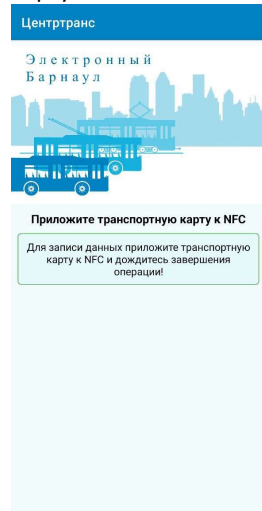 Центртранс
Электронный
Барнаул
Приложите транспортную карту к NFC
Для записи данных приложите транспортную
карту к NFC и дождитесь завершения
операции!